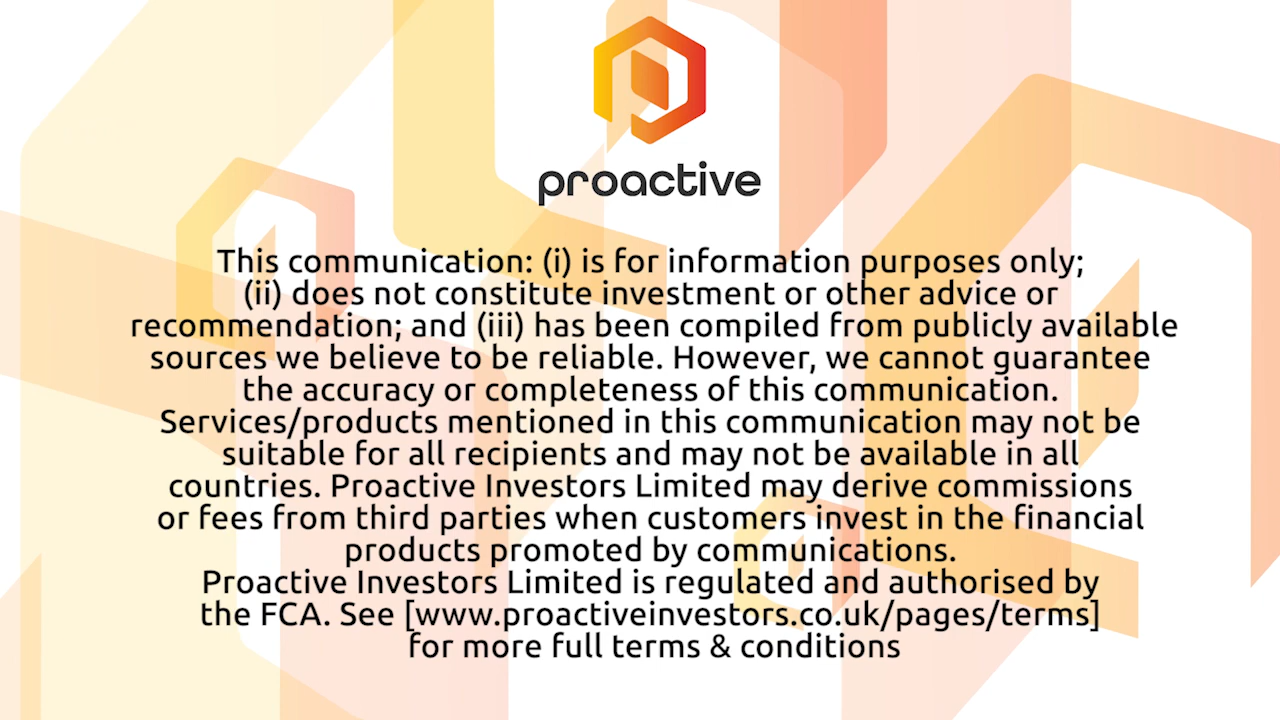 proactive
This communication: (i) is for information purposes only;
(ii) does not constitute investment or other advice or
recommendation; and (iii) has been compiled from publicly available
sources we believe to be reliable. However, we cannot guarantee
the accuracy or completeness of this communication.
Services/products mentioned in this communication may not be
suitable for all recipients and may not be available in all
countries. Proactive Investors Limited may derive commissions
or fees from third parties when customers invest in the financial
products promoted by communications.
Proactive Investors Limited is regulated and authorised by
the FCA. See [www.proactiveinvestors.co.uk/pages/terms]
for more full terms & conditions